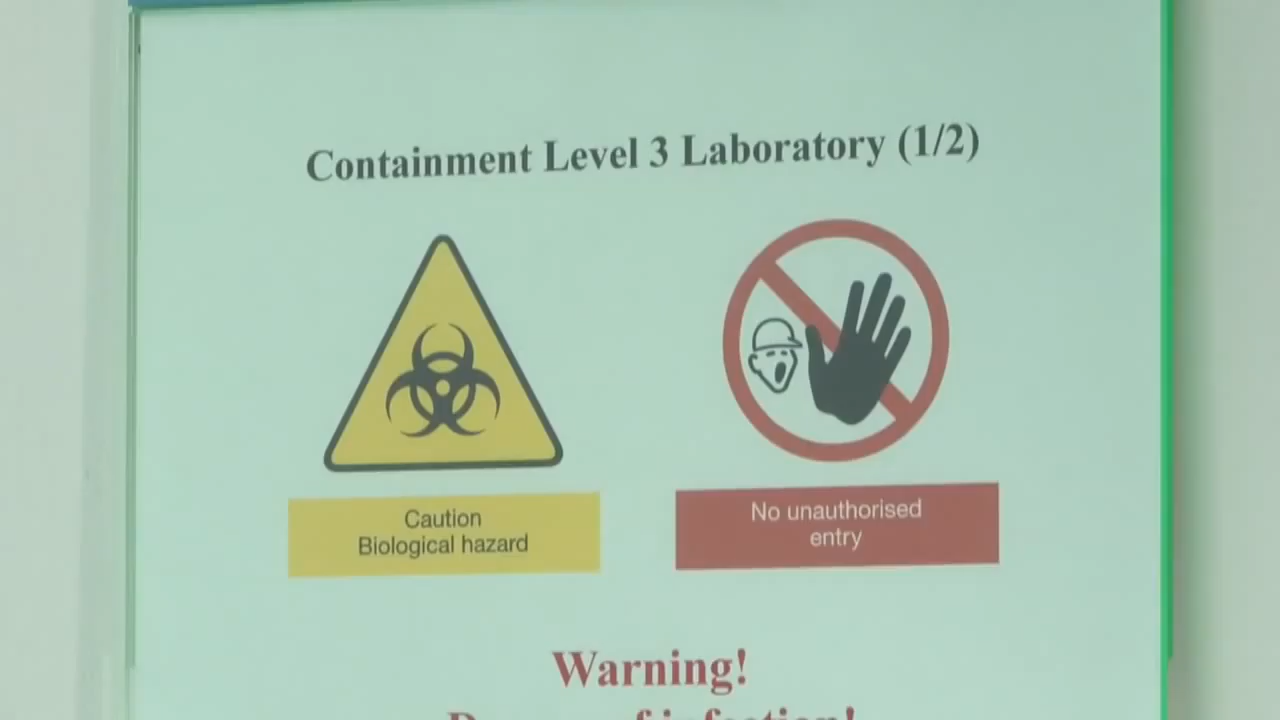 Containment Level 3 Laboratory (1/2)
Caution
Biological hazard
No unauthorised
entry
Warning!